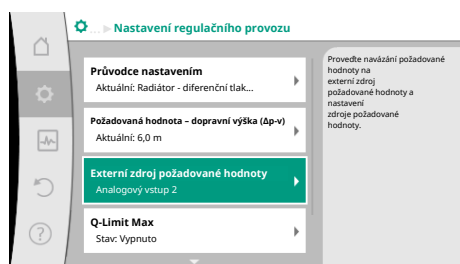 ... Nastavení regulačního provozu
Průvodce nastavením
Aktuální: Radiátor - diferenční tlak...
Požadovaná hodnota – dopravní výška (Δp-v)
Aktuální: 6,0 m
Externí zdroj požadované hodnoty
Analogový vstup 2
Q-Limit Max
Stav: Vypnuto
Proveďte navázání požadované
hodnoty na
externí zdroj
požadované hodnoty a
nastavení
zdroje požadované
hodnoty.